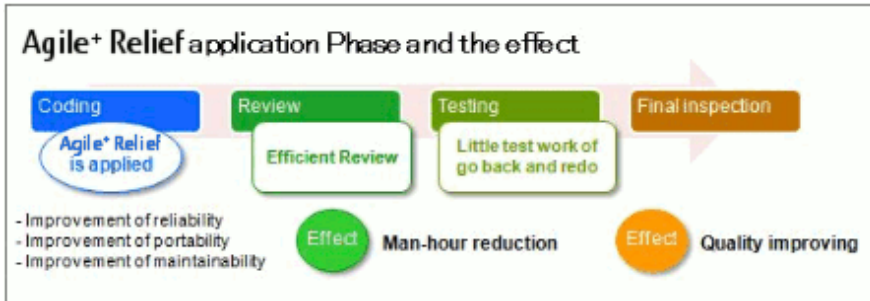 Agile+ Relief application Phase and the effect
Coding
Review
Testing
Final inspection
Agile+ Relief
is applied
Efficient Review
Little test work of
go back and redo
- Improvement of reliability
- Improvement of portability
- Improvement of maintainability
Effect
Man-hour reduction
Effect
Quality improving